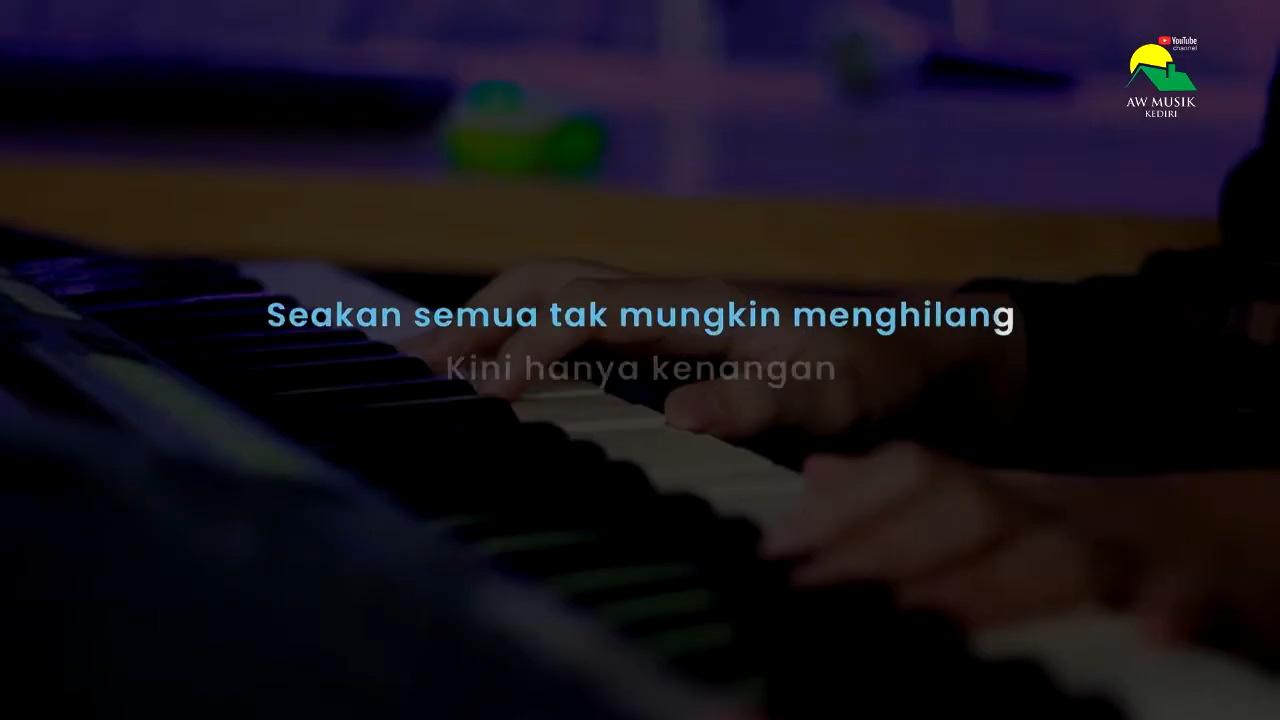 YouTube
channel
AW MUSIK
KEDIRI
Seakan semua tak mungkin menghilang
Kini hanya kenangan